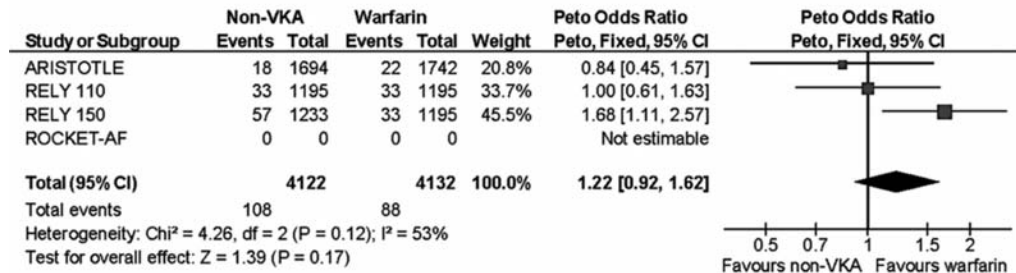 Non-VKA Warfarin Peto Odds Ratio Peto Odds Ratio
Study or Subgroup Events Total Events Total Weight Peto, Fixed, 95% CI Peto, Fixed, 95% CI
ARISTOTLE 18 1694 22 1742 20.8% 0.84 [0.45, 1.57]
RELY 110 33 1195 33 1195 33.7% 1.00 [0.61, 1.63]
RELY 150 57 1233 33 1195 45.5% 1.68 [1.11, 2.57]
ROCKET-AF 0 0 0 0 Not estimable
Total (95% CI) 4122 4132 100.0% 1.22 [0.92, 1.62]
Total events 108 88
Heterogeneity: Chi² = 4.26, df = 2 (P = 0.12); I² = 53%
Test for overall effect: Z = 1.39 (P = 0.17)
0.5 0.7 1 1.5 2
Favours non-VKA Favours warfarin